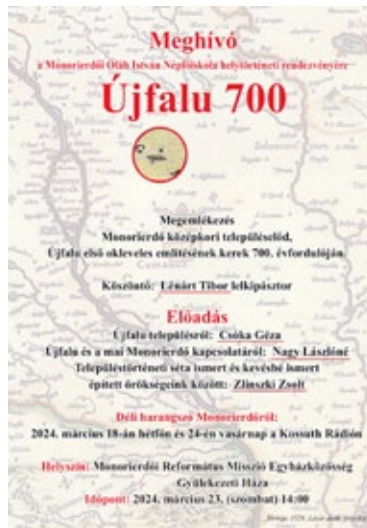 Meghívó
a Monorierdői Oláh István Népfőiskola helytörténeti rendezvényére
Újfalu 700
Megemlékezés
Monorierdő középkori településelőd,
Újfalu első okleveles említésének kerek 700. évfordulóján.
Köszöntő: Lénárt Tibor lelkipásztor
Előadás
Újfalu településről: Csóka Géza
Újfalu és a mai Monorierdő kapcsolatáról: Nagy Lászlóné
Településtörténeti séta ismert és kevésbé ismert
épített örökségeink között: Zlinszki Zsolt
Déli harangszó Monorierdőről:
2024. március 18-án hétfőn és 24-én vasárnap a Kossuth Rádión
Helyszín: Monorierdői Református Misszió Egyházközösség
Gyülekezeti Háza
Időpont: 2024. március 23. (szombat) 14:00